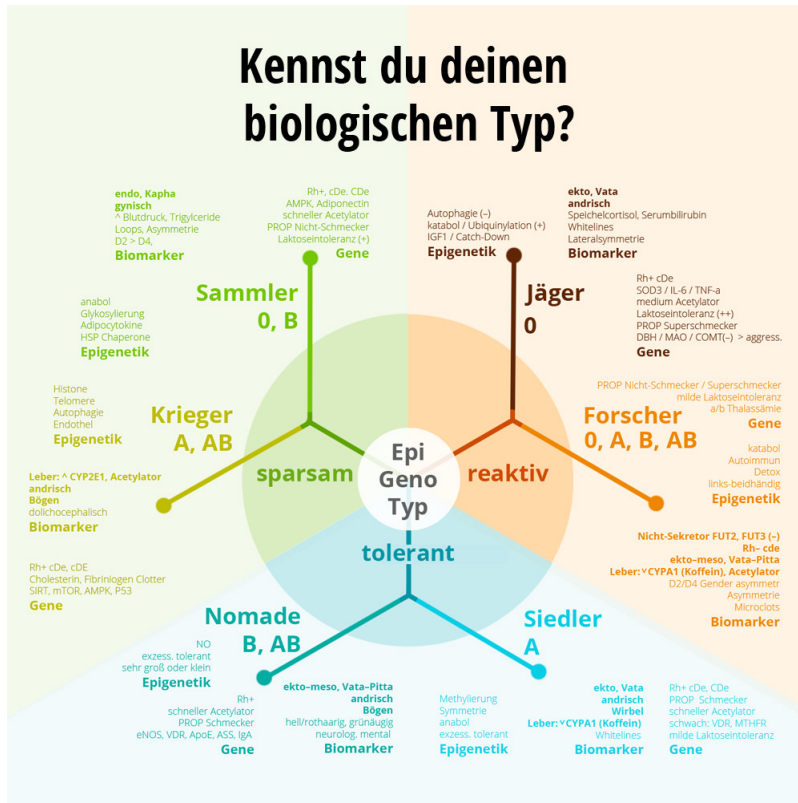 Kennst du deinen
biologischen Typ?
endo, Kapha
gynisch
^ Blutdruck, Trigylceride
Loops, Asymmetrie
D2 > D4,
Biomarker
Rh+, cDe. CDe
AMPK, Adiponectin
schneller Acetylator
PROP Nicht-Schmecker
Laktoseintoleranz (+)
Gene
Autophagie (–)
katabol / Ubiquinylation (+)
IGF1 / Catch-Down
Epigenetik
ekto, Vata
andrisch
Speichelcortisol, Serumbilirubin
Whitelines
Lateralsymmetrie
Biomarker
Sammler
0, B
Jäger
0
anabol
Glykosylierung
Adipocytokine
HSP Chaperone
Epigenetik
Rh+ cDe
SOD3 / IL-6 / TNF-a
medium Acetylator
Laktoseintoleranz (++)
PROP Superschmecker
DBH / MAO / COMT(–) > aggress.
Gene
Histone
Telomere
Autophagie
Endothel
Epigenetik
Krieger
A, AB
Forscher
0, A, B, AB
PROP Nicht-Schmecker / Superschmecker
milde Laktoseintoleranz
a/b Thalassämie
Gene
katabol
Autoimmun
Detox
links-beidhändig
Epigenetik
Leber: ^ CYP2E1, Acetylator
andrisch
Bögen
dolichocephalisch
Biomarker
sparsam
Epi
Geno
Typ
reaktiv
tolerant
Nicht-Sekretor FUT2, FUT3 (–)
Rh– cde
ekto–meso, Vata–Pitta
Leber:˅CYPA1 (Koffein), Acetylator
D2/D4 Gender asymmetr
Asymmetrie
Microclots
Biomarker
Rh+ cDe, cDE
Cholesterin, Fibriniogen Clotter
SIRT, mTOR, AMPK, P53
Gene
Nomade
B, AB
Siedler
A
NO
exzess. tolerant
sehr groß oder klein
Epigenetik
Rh+
schneller Acetylator
PROP Schmecker
eNOS, VDR, ApoE, ASS, IgA
Gene
ekto–meso, Vata–Pitta
andrisch
Bögen
hell/rothaarig, grünäugig
neurolog. mental
Biomarker
Methylierung
Symmetrie
anabol
exzess. tolerant
Epigenetik
ekto, Vata
andrisch
Wirbel
Leber:˅CYPA1 (Koffein)
Whitelines
Biomarker
Rh+ cDe, CDe
PROP Schmecker
schneller Acetylator
schwach: VDR, MTHFR
milde Laktoseintoleranz
Gene